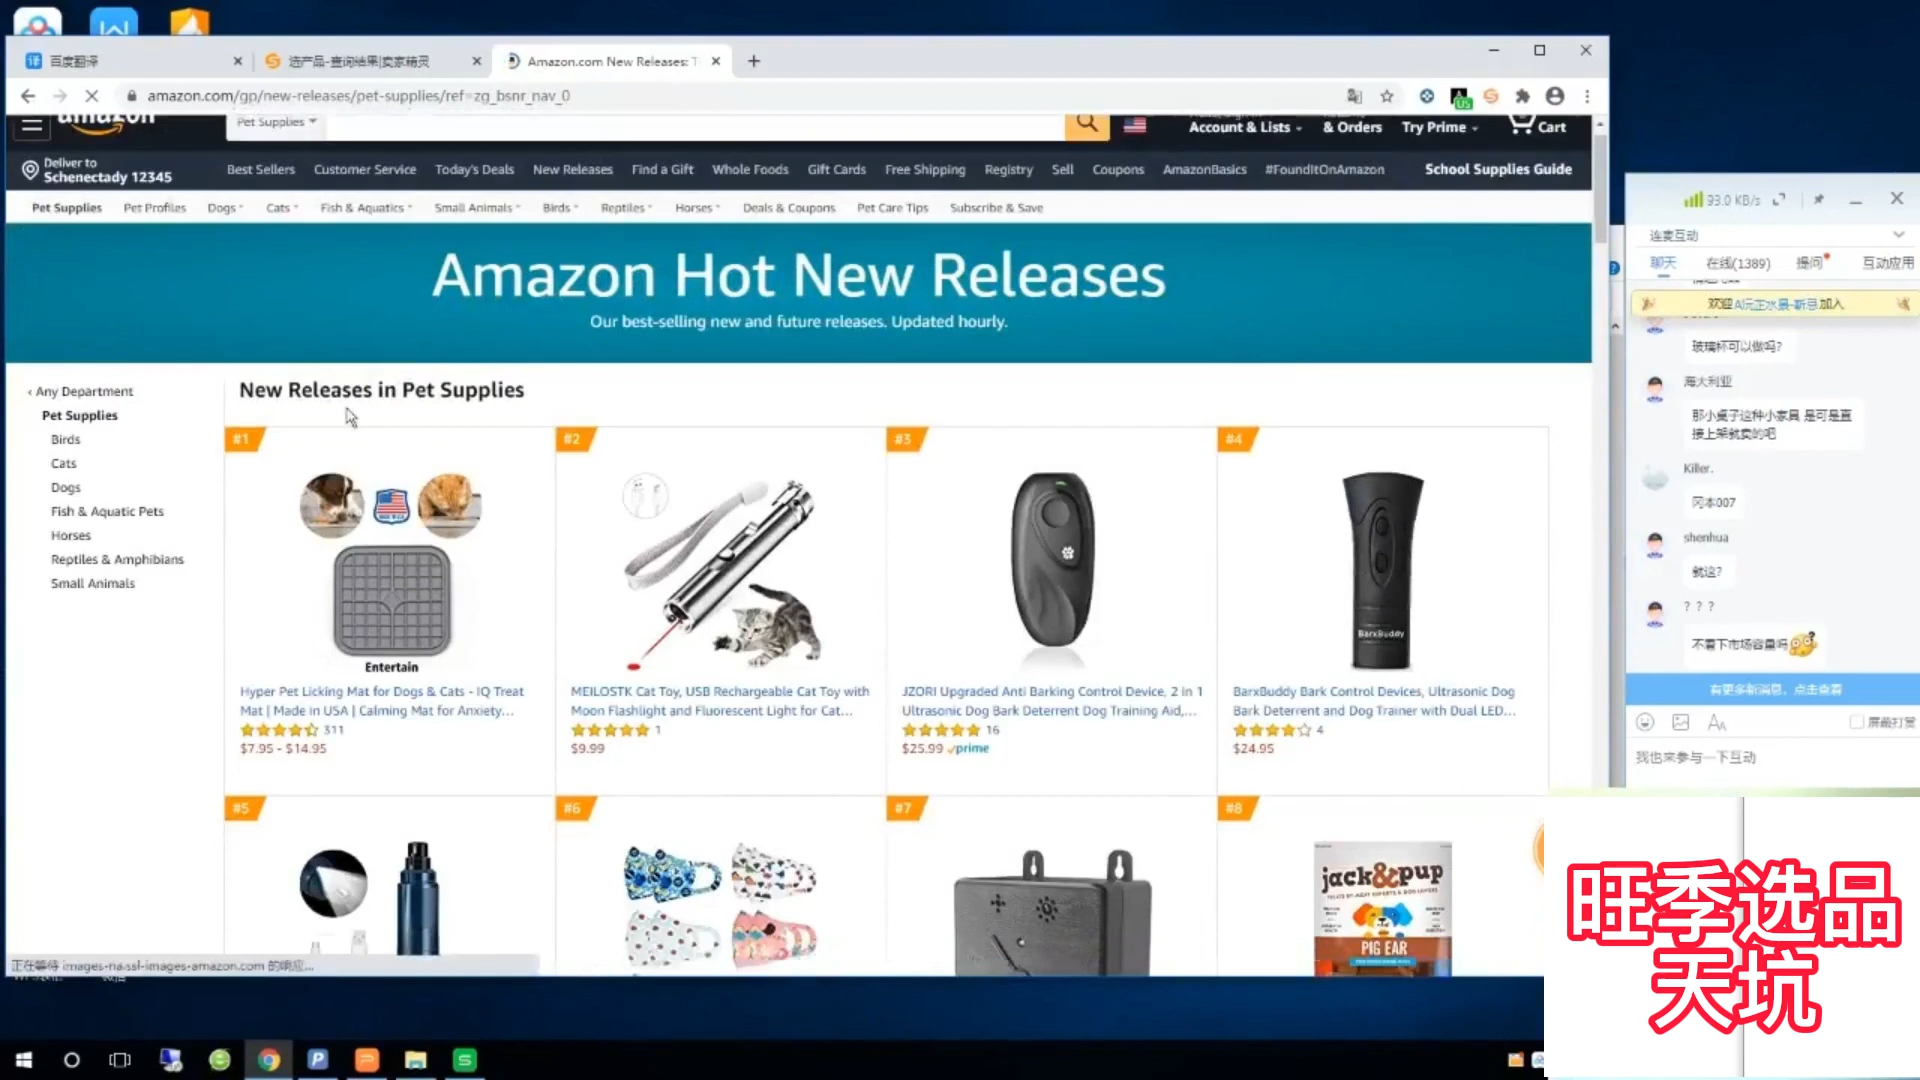 百度翻译
选产品-查询结果|卖家精灵
Amazon.com New Releases: T
amazon.com/gp/new-releases/pet-supplies/ref=zg_bsnr_nav_0
US
amazon
Pet Supplies
Account & Lists
& Orders
Try Prime
Cart
Deliver to
Schenectady 12345
Best Sellers
Customer Service
Today's Deals
New Releases
Find a Gift
Whole Foods
Gift Cards
Free Shipping
Registry
Sell
Coupons
AmazonBasics
#FoundItOnAmazon
School Supplies Guide
Pet Supplies
Pet Profiles
Dogs
Cats
Fish & Aquatics
Small Animals
Birds
Reptiles
Horses
Deals & Coupons
Pet Care Tips
Subscribe & Save
Amazon Hot New Releases
Our best-selling new and future releases. Updated hourly.
‹ Any Department
Pet Supplies
Birds
Cats
Dogs
Fish & Aquatic Pets
Horses
Reptiles & Amphibians
Small Animals
New Releases in Pet Supplies
#1
Entertain
Hyper Pet Licking Mat for Dogs & Cats - IQ Treat
Mat | Made in USA | Calming Mat for Anxiety...
311
$7.95 - $14.95
#2
MEILOSTK Cat Toy, USB Rechargeable Cat Toy with
Moon Flashlight and Fluorescent Light for Cat...
1
$9.99
#3
JZORI Upgraded Anti Barking Control Device, 2 in 1
Ultrasonic Dog Bark Deterrent Dog Training Aid,...
16
$25.99 prime
#4
BarxBuddy
BarxBuddy Bark Control Devices, Ultrasonic Dog
Bark Deterrent and Dog Trainer with Dual LED...
4
$24.95
#5
#6
#7
#8
jack&pup
PIG EAR
正在等待 images-na.ssl-images-amazon.com 的响应...
93.0 KB/s
连麦互动
聊天
在线(1389)
提问
互动应用
玻璃杯可以做吗?
海大利亚
那小桌子这种小家具 是可是直
接上架就卖的吧
Killer.
冈本007
shenhua
就这?
? ? ?
不看下市场容量吗
有更多新消息，点击查看
屏蔽打赏
我也来参与一下互动
旺季选品
天坑